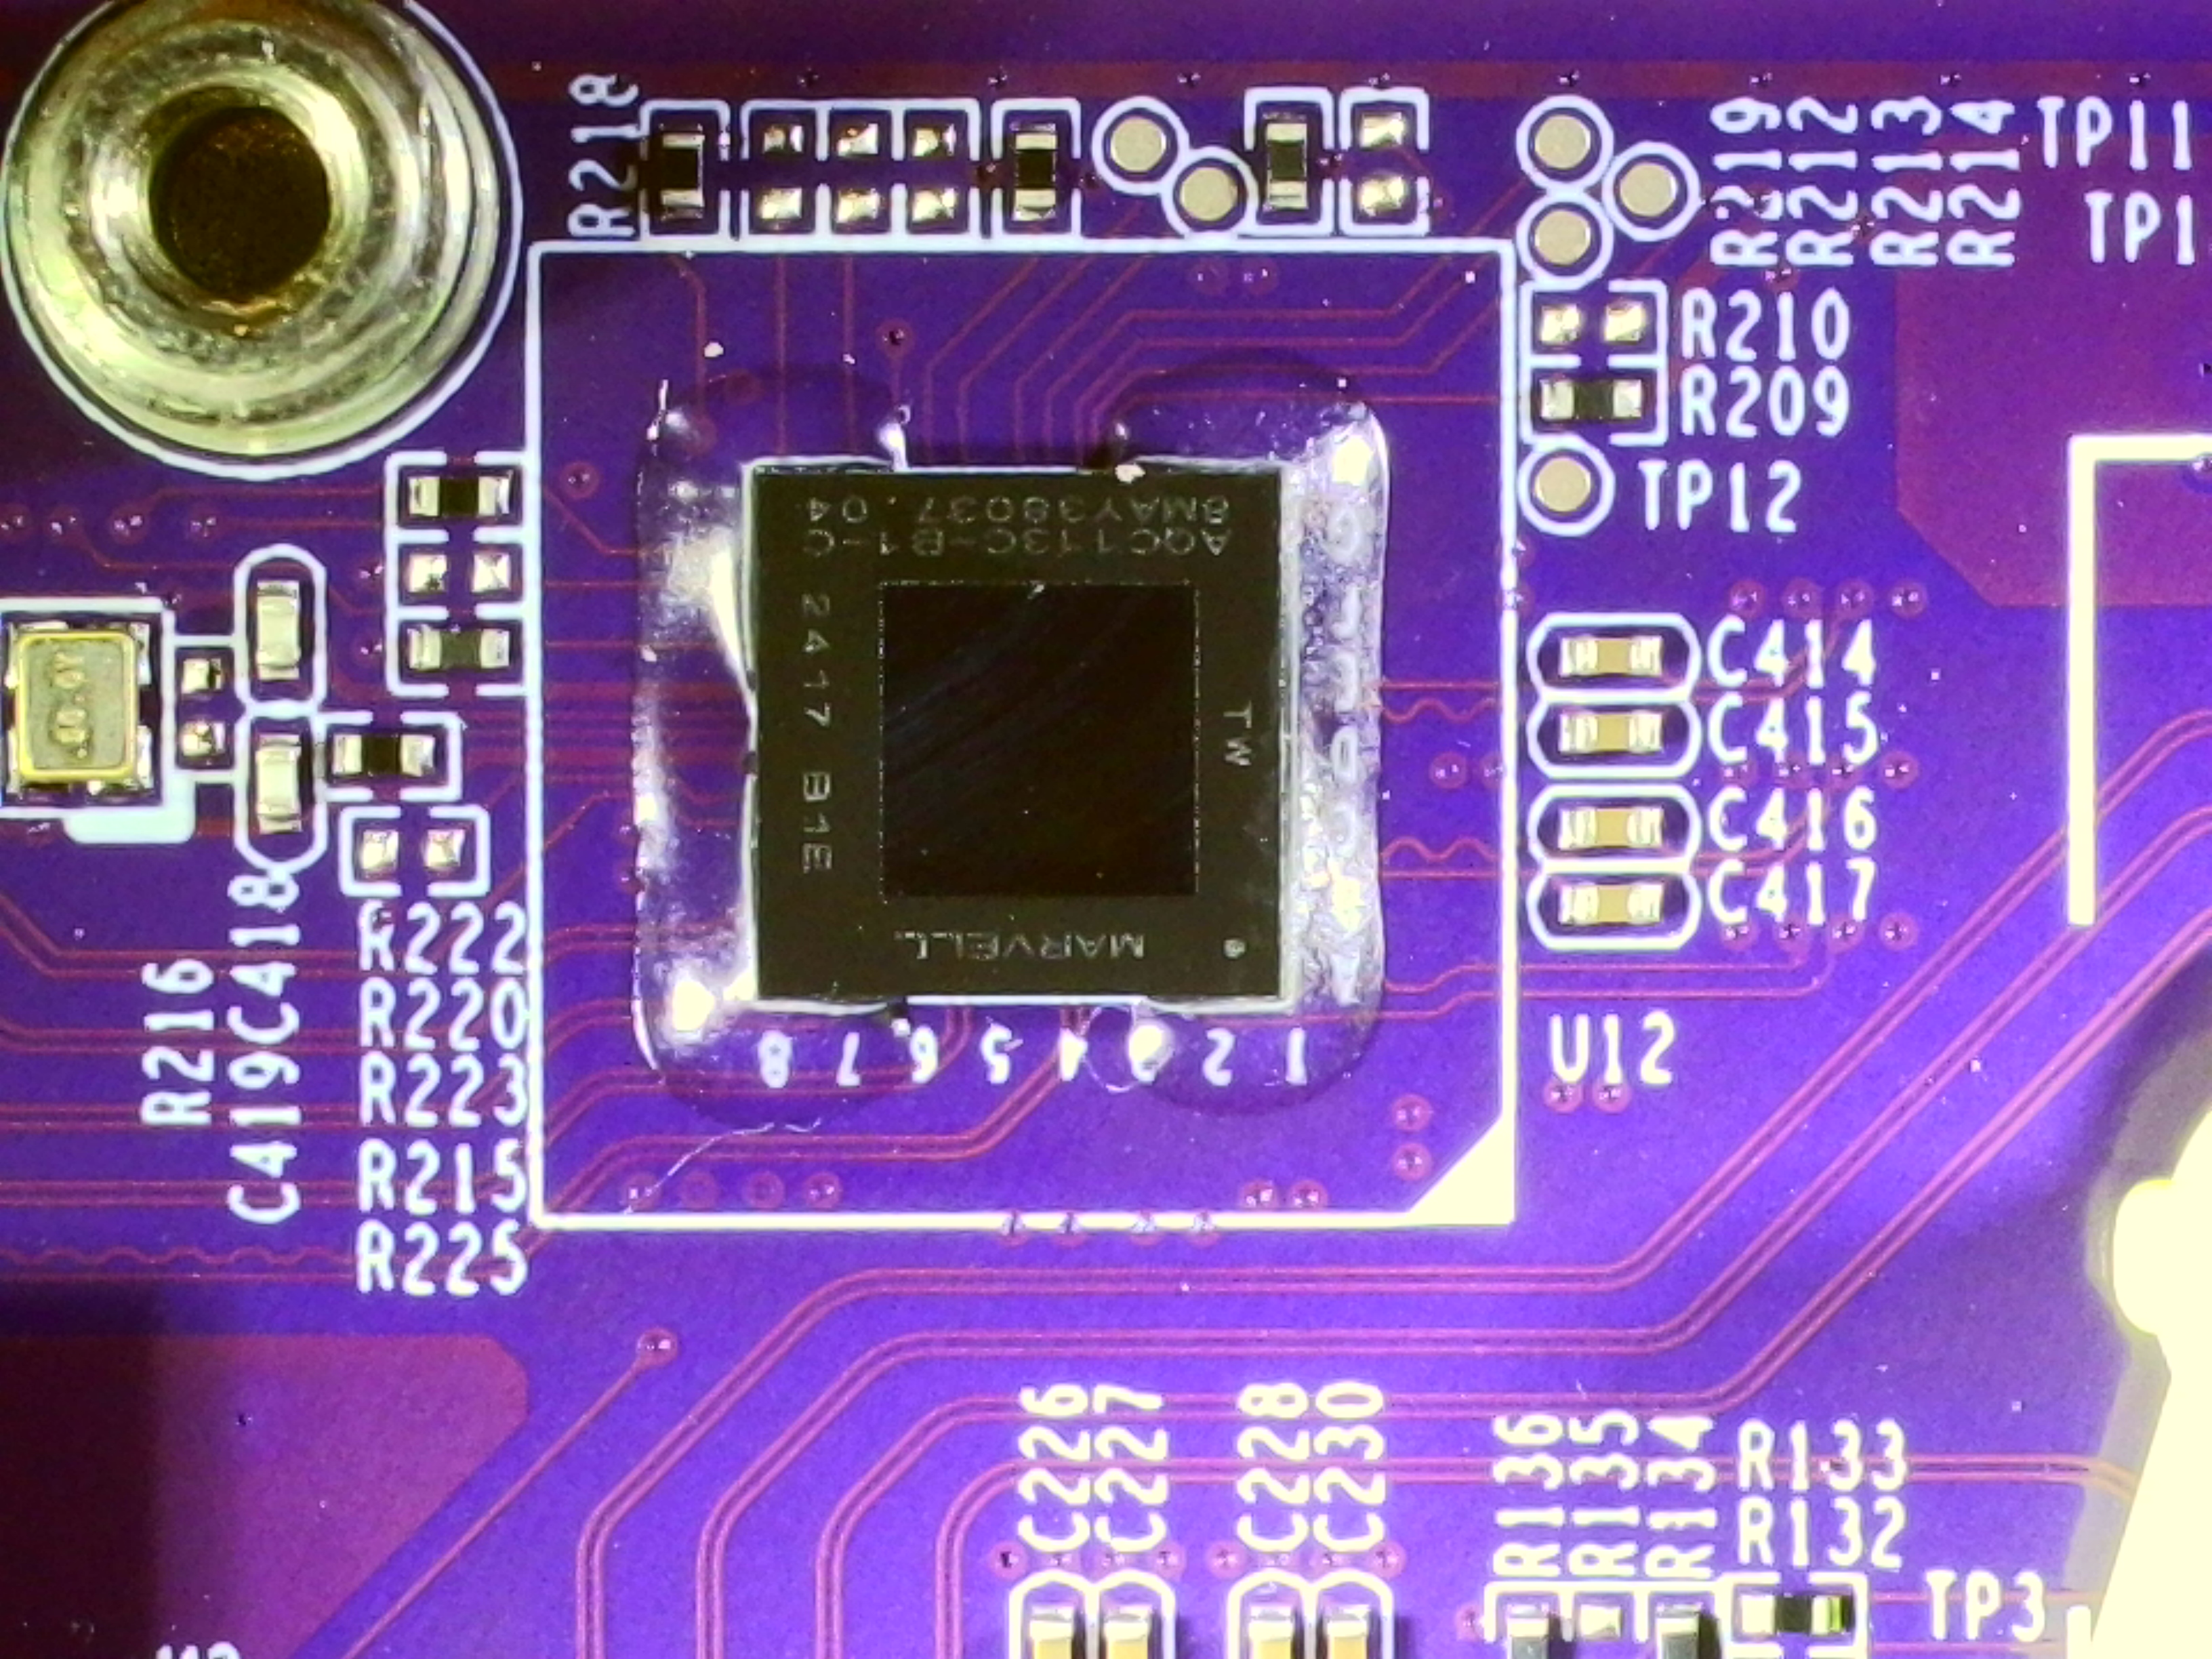 R218
R219
R212
R213
R214
TP11
TP1
R210
R209
TP12
8MAY38037.04
AQC113C-B1-C
2417 B1E
TW
MARVELL
C414
C415
C416
C417
8 7 6 5 4 3 2 1
U12
R216
C419C418
R222
R220
R223
R215
R225
C226
C227
C228
C230
R136
R135
R134
R133
R132
TP3